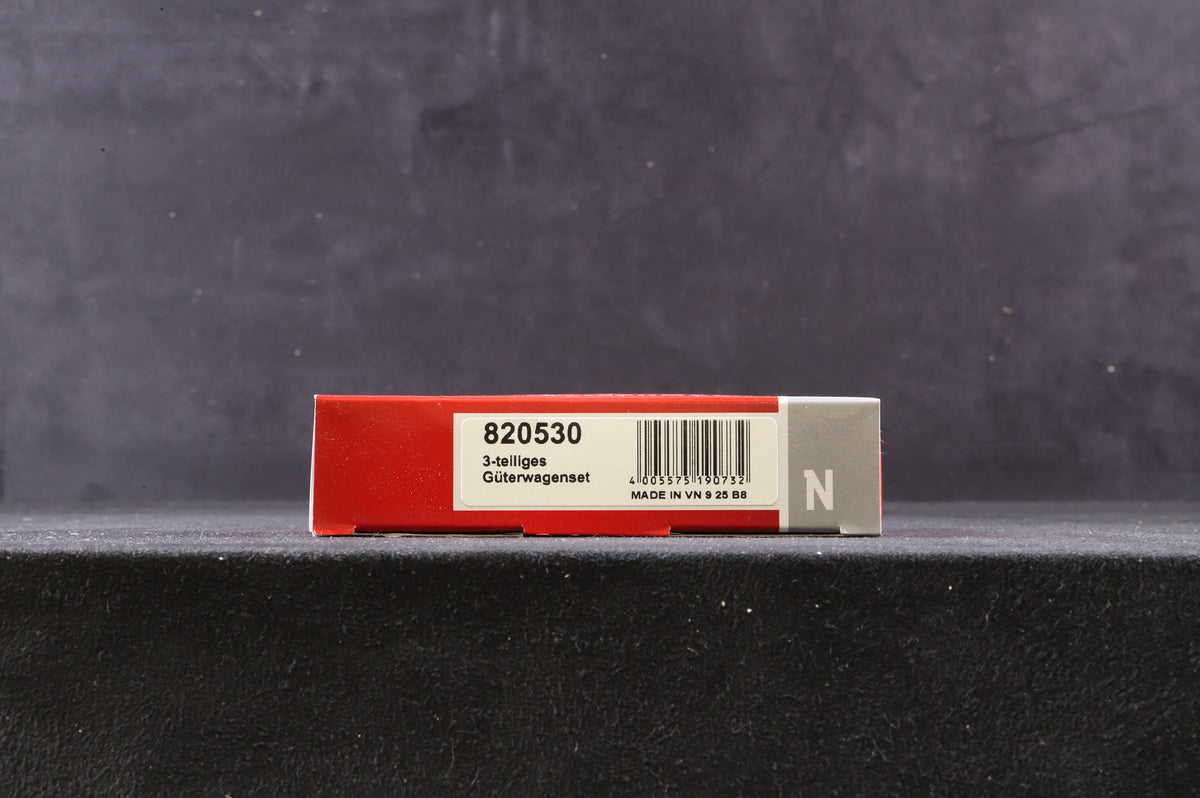 820530
3-teiliges
Güterwagenset
4 005575 190732
MADE IN VN 9 25 B8
N